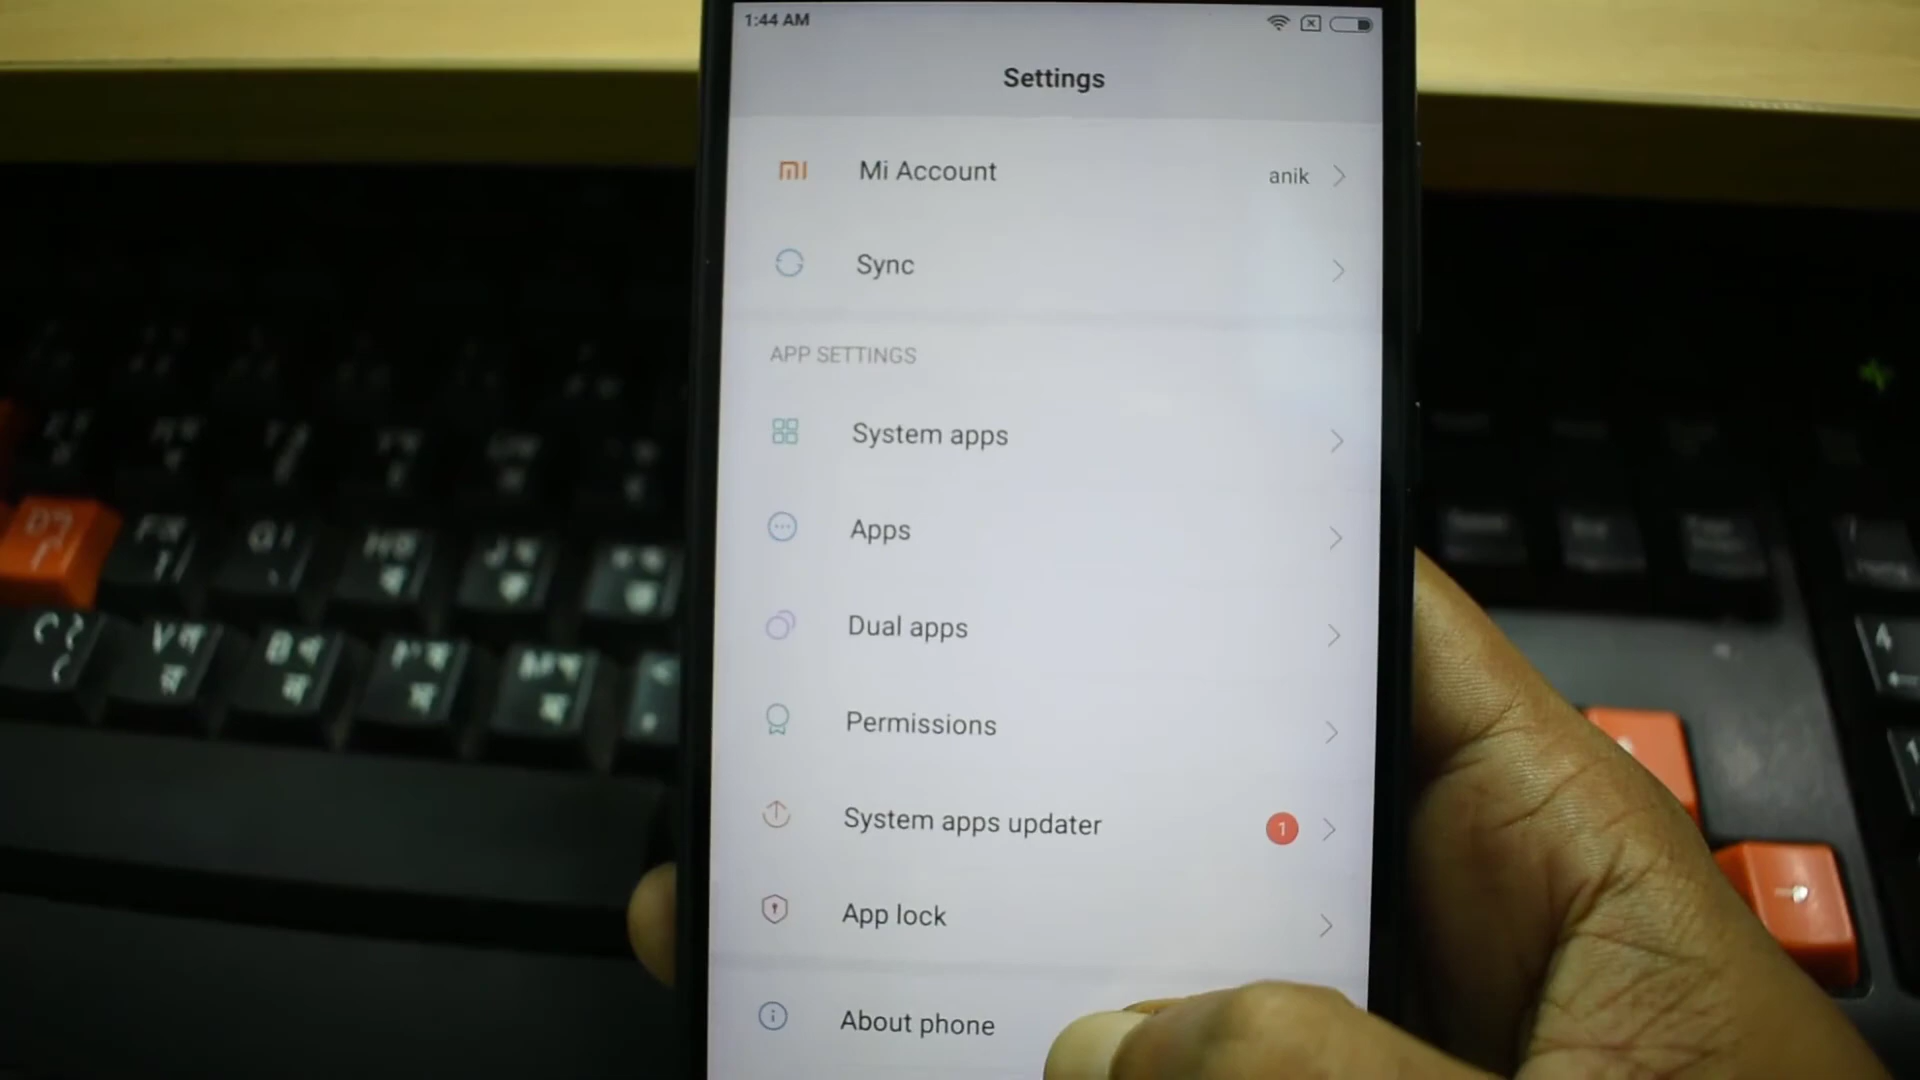 1:44 AM
Settings
Mi Account
anik
Sync
APP SETTINGS
System apps
Apps
Dual apps
Permissions
System apps updater
1
App lock
About phone
4